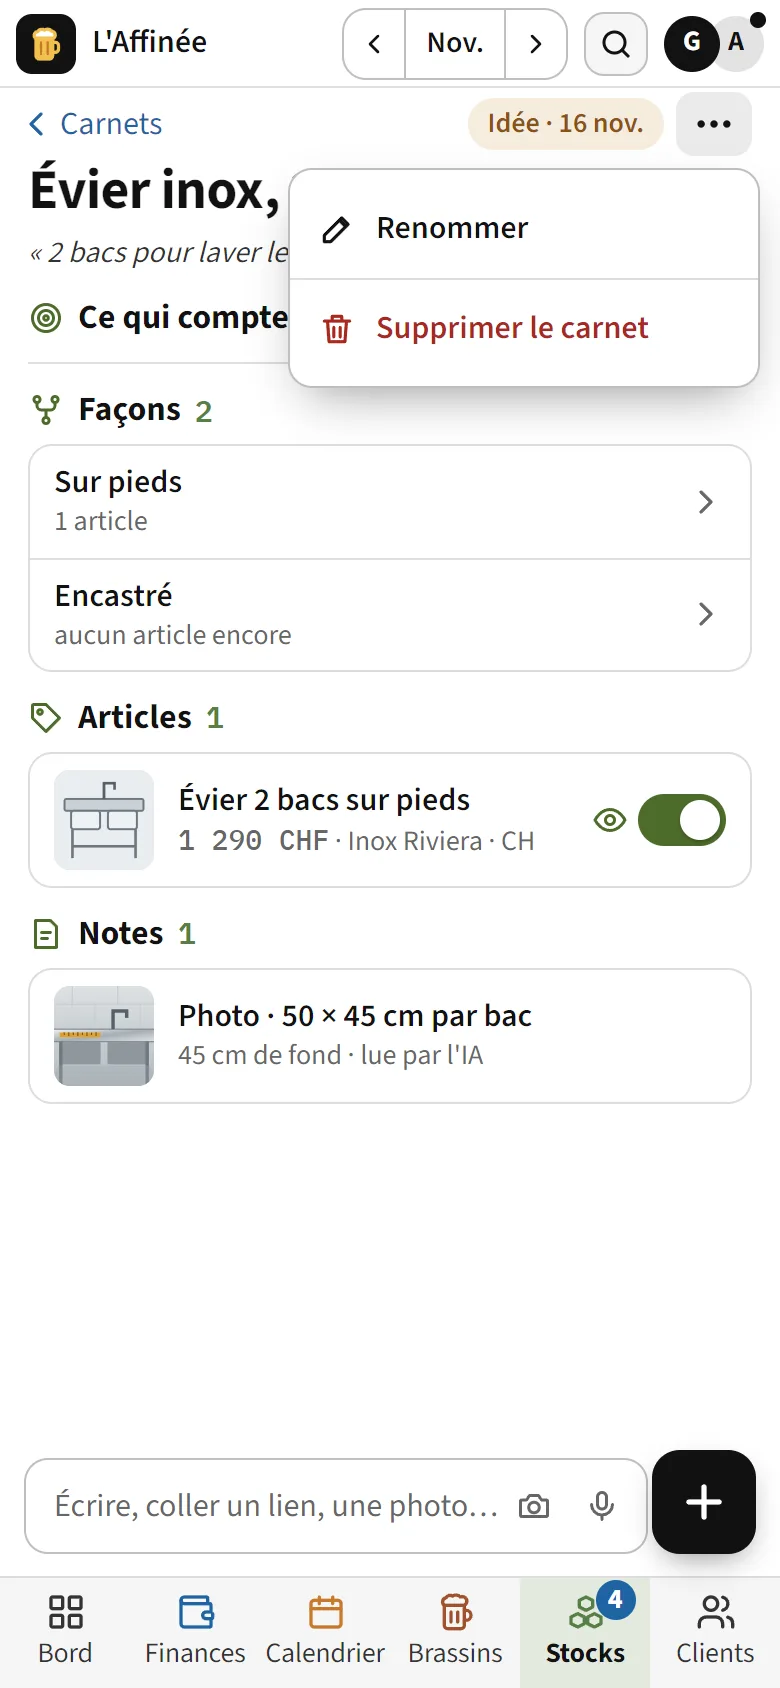 L'Affinée
Nov.
G
A
Carnets
Idée · 16 nov.
Évier inox,
« 2 bacs pour laver le
Renommer
Supprimer le carnet
Ce qui compte
Façons 2
Sur pieds
1 article
Encastré
aucun article encore
Articles 1
Évier 2 bacs sur pieds
1 290 CHF · Inox Riviera · CH
Notes 1
Photo · 50 × 45 cm par bac
45 cm de fond · lue par l'IA
Écrire, coller un lien, une photo…
4
Bord
Finances
Calendrier
Brassins
Stocks
Clients